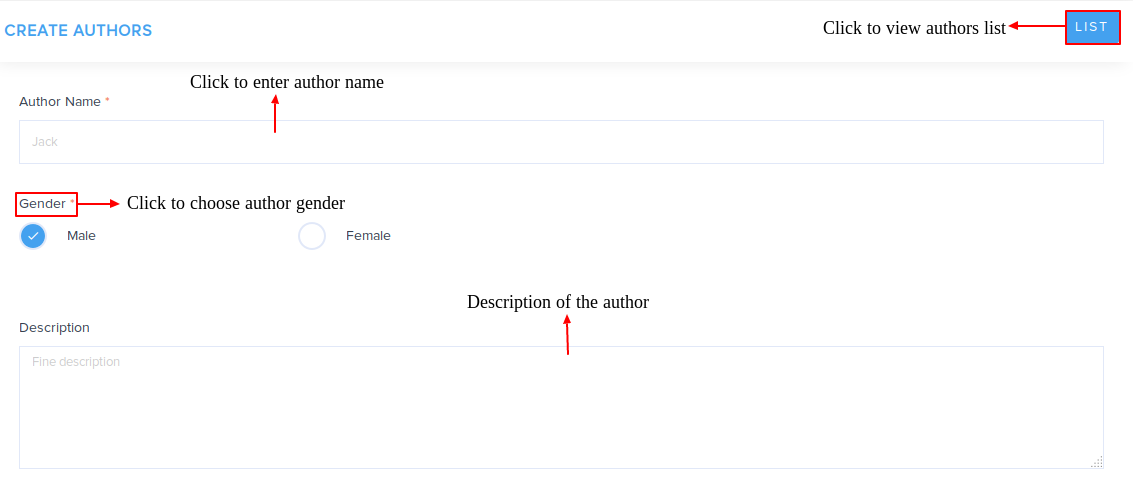 CREATE AUTHORS
Click to view authors list
LIST
Click to enter author name
Author Name *
Jack
Gender *
Click to choose author gender
Male
Female
Description of the author
Description
Fine description